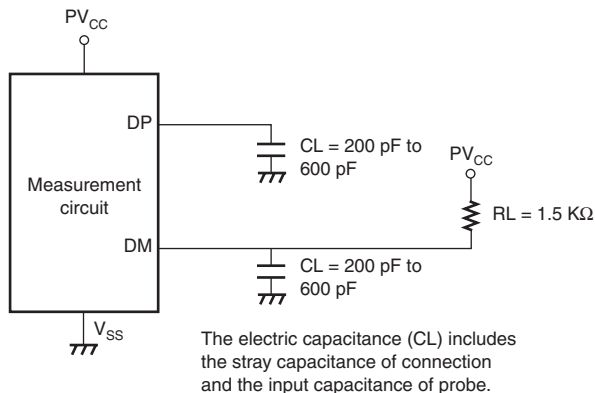 PVCC
DP
CL = 200 pF to
600 pF
PVCC
Measurement
circuit
RL = 1.5 KΩ
DM
CL = 200 pF to
600 pF
VSS
The electric capacitance (CL) includes
the stray capacitance of connection
and the input capacitance of probe.